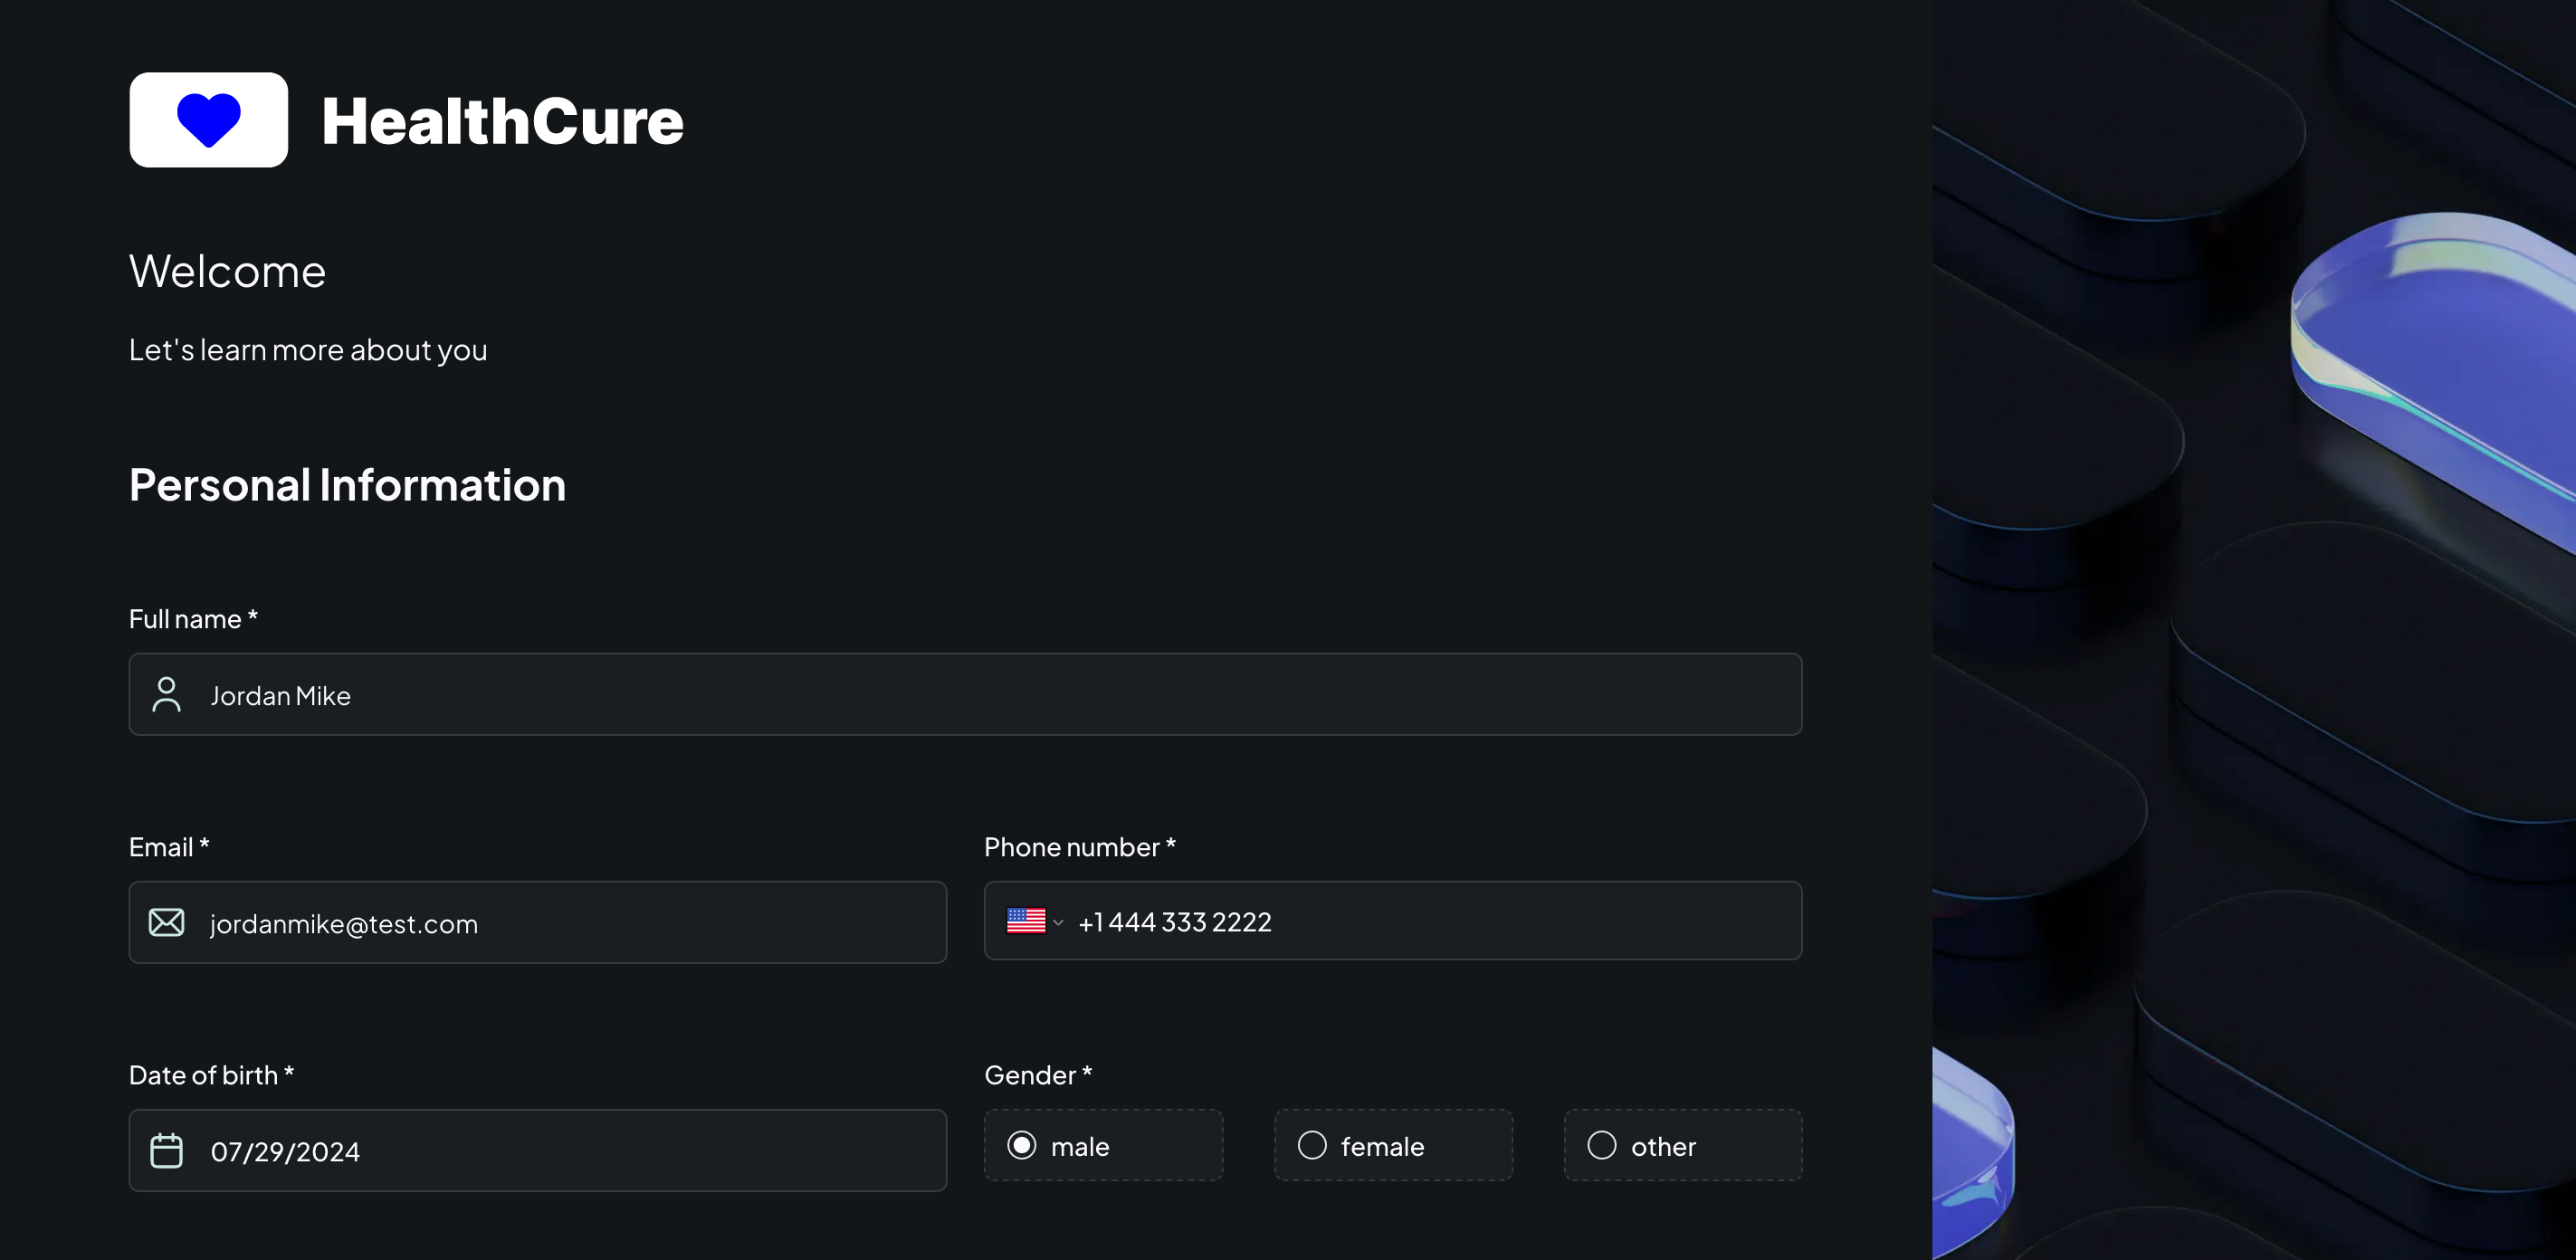 HealthCure
Welcome
Let's learn more about you
Personal Information
Full name *
Jordan Mike
Email *
Phone number *
jordanmike@test.com
+1 444 333 2222
Date of birth *
Gender *
07/29/2024
male
female
other